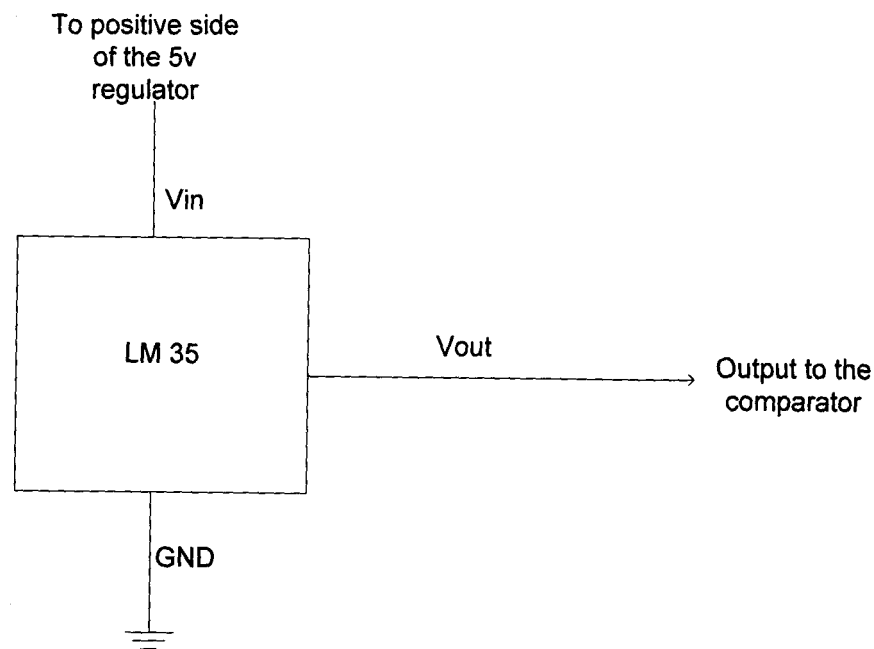 To positive side
of the 5v
regulator
Vin
LM 35
Vout
Output to the
comparator
GND